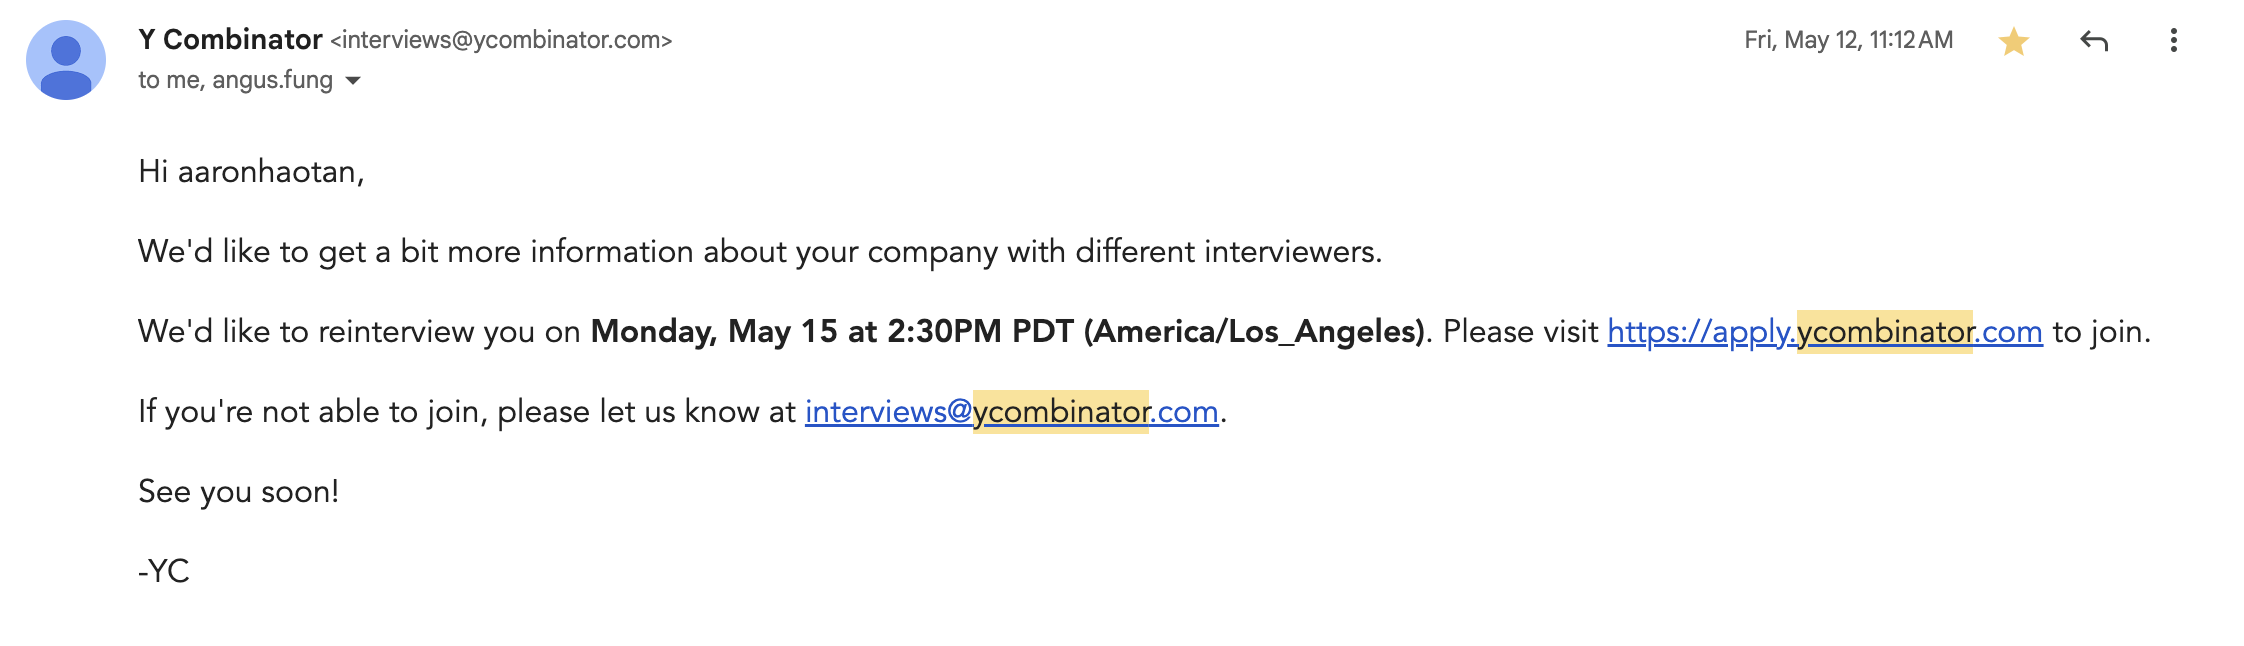 Y Combinator <interviews@ycombinator.com> Fri, May 12, 11:12 AM
to me, angus.fung
Hi aaronhaotan,
We'd like to get a bit more information about your company with different interviewers.
We'd like to reinterview you on Monday, May 15 at 2:30PM PDT (America/Los_Angeles). Please visit https://apply.ycombinator.com to join.
If you're not able to join, please let us know at interviews@ycombinator.com.
See you soon!
-YC